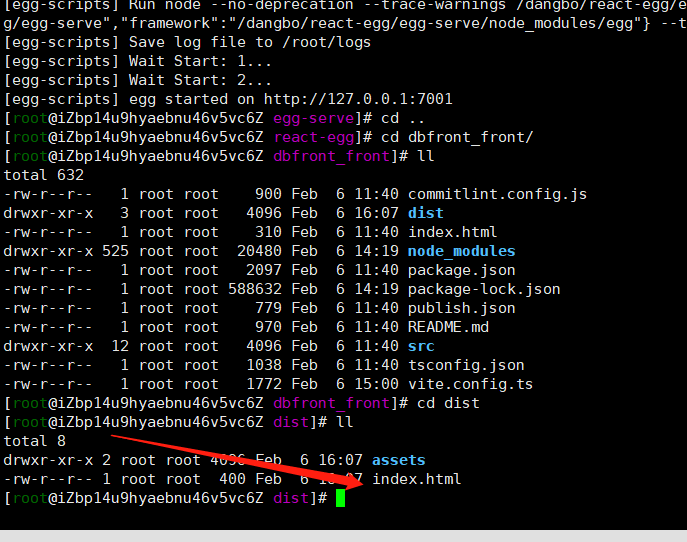 [egg-scripts] Run node --no-deprecation --trace-warnings /dangbo/react-egg/e
g/egg-serve","framework":"/dangbo/react-egg/egg-serve/node_modules/egg"} --t
[egg-scripts] Save log file to /root/logs
[egg-scripts] Wait Start: 1...
[egg-scripts] Wait Start: 2...
[egg-scripts] egg started on http://127.0.0.1:7001
[root@iZbp14u9hyaebnu46v5vc6Z egg-serve]# cd ..
[root@iZbp14u9hyaebnu46v5vc6Z react-egg]# cd dbfront_front/
[root@iZbp14u9hyaebnu46v5vc6Z dbfront_front]# ll
total 632
-rw-r--r-- 1 root root 900 Feb 6 11:40 commitlint.config.js
drwxr-xr-x 3 root root 4096 Feb 6 16:07 dist
-rw-r--r-- 1 root root 310 Feb 6 11:40 index.html
drwxr-xr-x 525 root root 20480 Feb 6 14:19 node_modules
-rw-r--r-- 1 root root 2097 Feb 6 11:40 package.json
-rw-r--r-- 1 root root 588632 Feb 6 14:19 package-lock.json
-rw-r--r-- 1 root root 779 Feb 6 11:40 publish.json
-rw-r--r-- 1 root root 970 Feb 6 11:40 README.md
drwxr-xr-x 12 root root 4096 Feb 6 11:40 src
-rw-r--r-- 1 root root 1038 Feb 6 11:40 tsconfig.json
-rw-r--r-- 1 root root 1772 Feb 6 15:00 vite.config.ts
[root@iZbp14u9hyaebnu46v5vc6Z dbfront_front]# cd dist
[root@iZbp14u9hyaebnu46v5vc6Z dist]# ll
total 8
drwxr-xr-x 2 root root 4096 Feb 6 16:07 assets
-rw-r--r-- 1 root root 400 Feb 6 16:07 index.html
[root@iZbp14u9hyaebnu46v5vc6Z dist]#